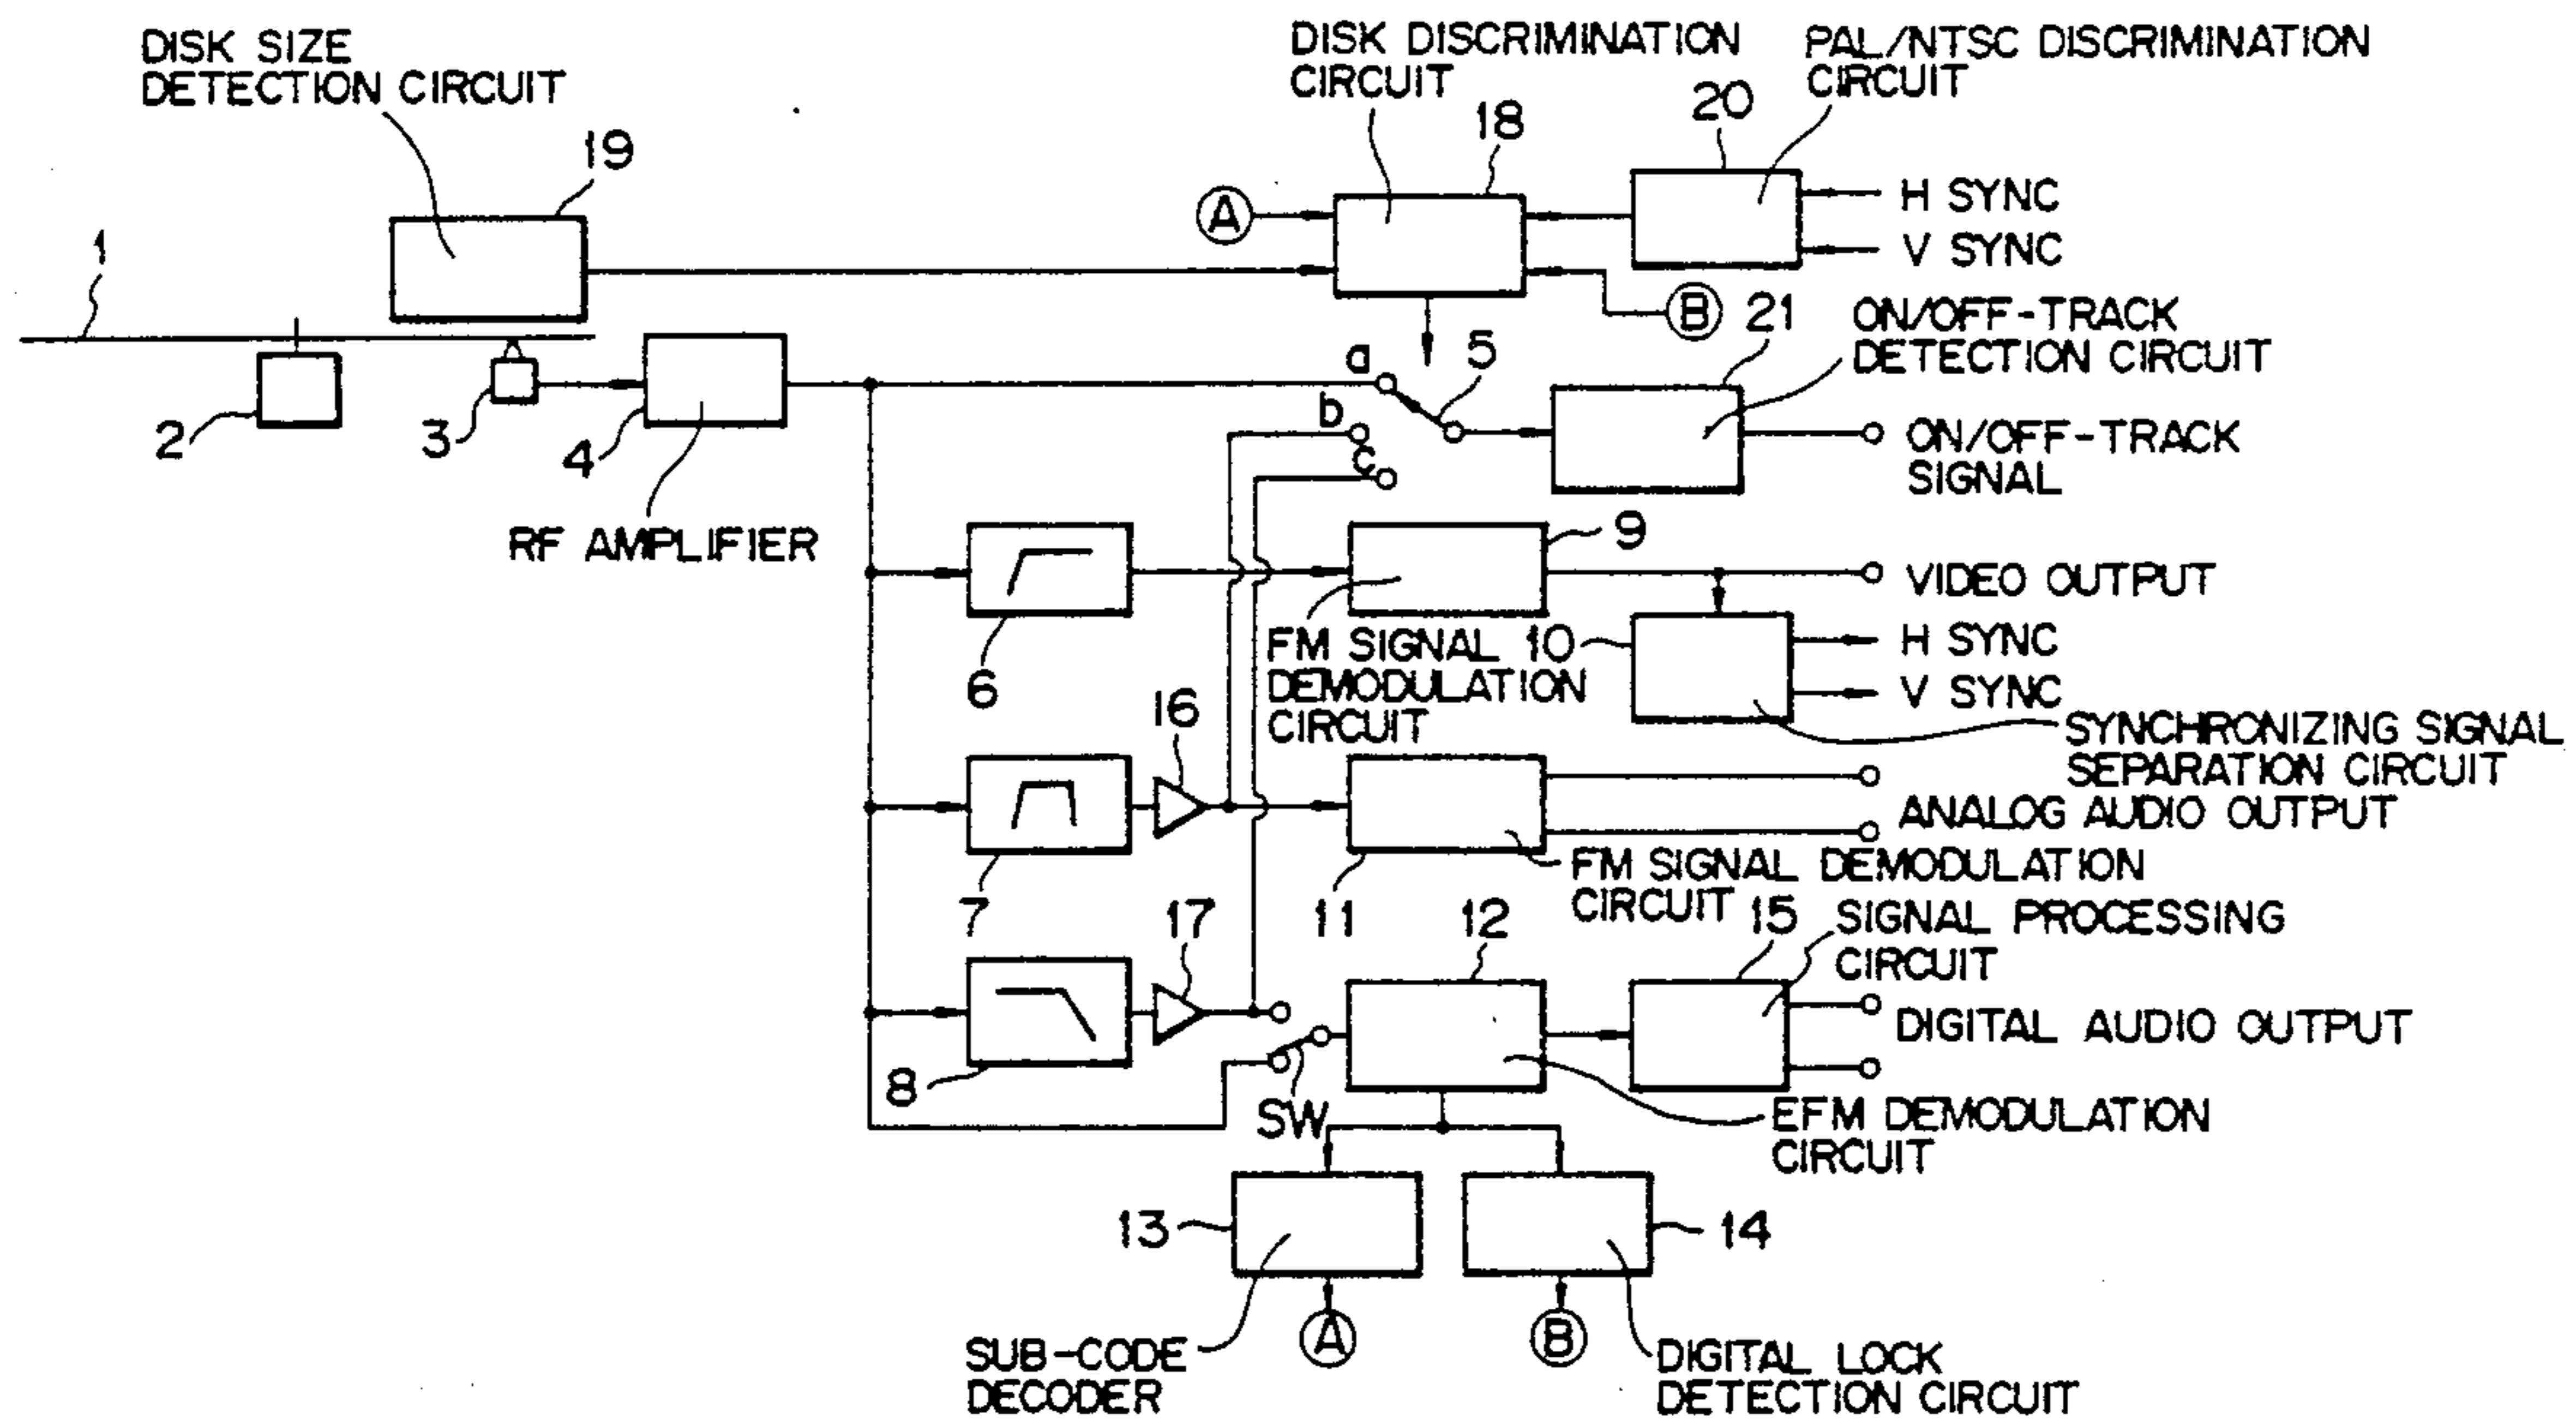 DISK SIZE
DETECTION CIRCUIT
19
1
2
3
4
RF AMPLIFIER
DISK DISCRIMINATION
CIRCUIT
18
PAL/NTSC DISCRIMINATION
CIRCUIT
20
A
H SYNC
V SYNC
B
21
ON/OFF-TRACK
DETECTION CIRCUIT
a
5
b
c
ON/OFF-TRACK
SIGNAL
6
9
VIDEO OUTPUT
FM SIGNAL
DEMODULATION
CIRCUIT
10
H SYNC
V SYNC
SYNCHRONIZING SIGNAL
SEPARATION CIRCUIT
16
7
11
ANALOG AUDIO OUTPUT
FM SIGNAL DEMODULATION
CIRCUIT
17
8
SW
12
15
SIGNAL PROCESSING
CIRCUIT
DIGITAL AUDIO OUTPUT
EFM DEMODULATION
CIRCUIT
13
14
SUB-CODE
DECODER
A
B
DIGITAL LOCK
DETECTION CIRCUIT